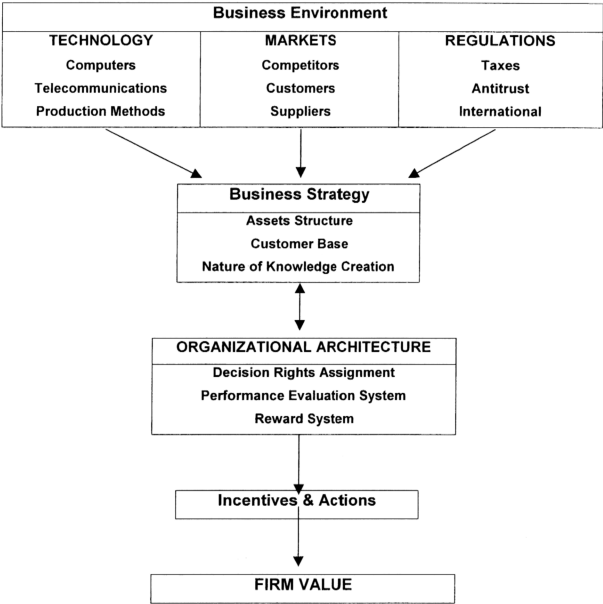 Business Environment
TECHNOLOGY MARKETS REGULATIONS
Computers Competitors Taxes
Telecommunications Customers Antitrust
Production Methods Suppliers International
Business Strategy
Assets Structure
Customer Base
Nature of Knowledge Creation
ORGANIZATIONAL ARCHITECTURE
Decision Rights Assignment
Performance Evaluation System
Reward System
Incentives & Actions
FIRM VALUE